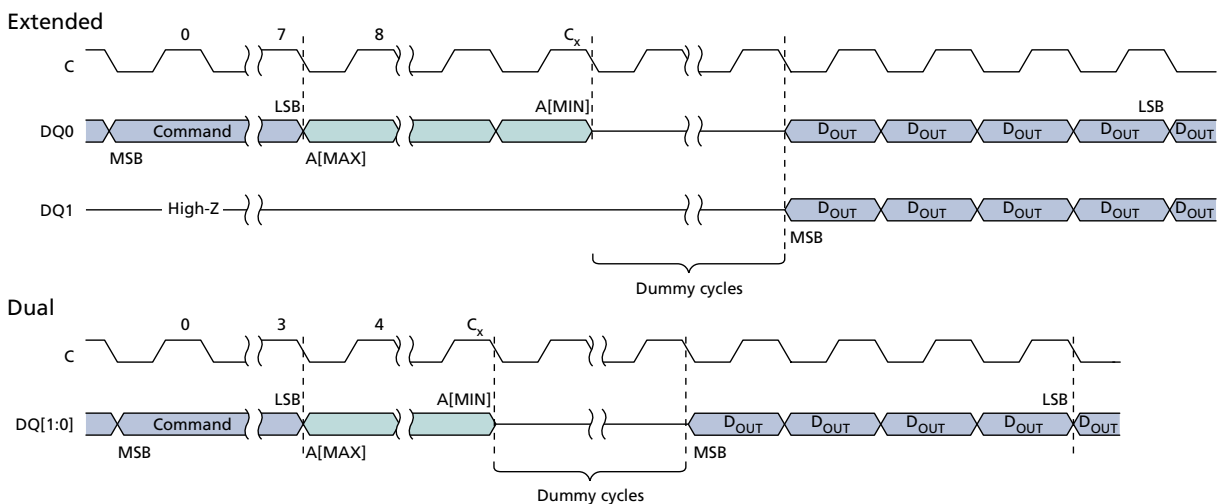 Extended
0 7 8 Cx
C
LSB A[MIN] LSB
DQ0 Command DOUT DOUT DOUT DOUT DOUT
MSB A[MAX]
DQ1 High-Z DOUT DOUT DOUT DOUT DOUT
MSB
Dummy cycles
Dual
0 3 4 Cx
C
LSB A[MIN] LSB
DQ[1:0] Command DOUT DOUT DOUT DOUT DOUT
MSB A[MAX] MSB
Dummy cycles